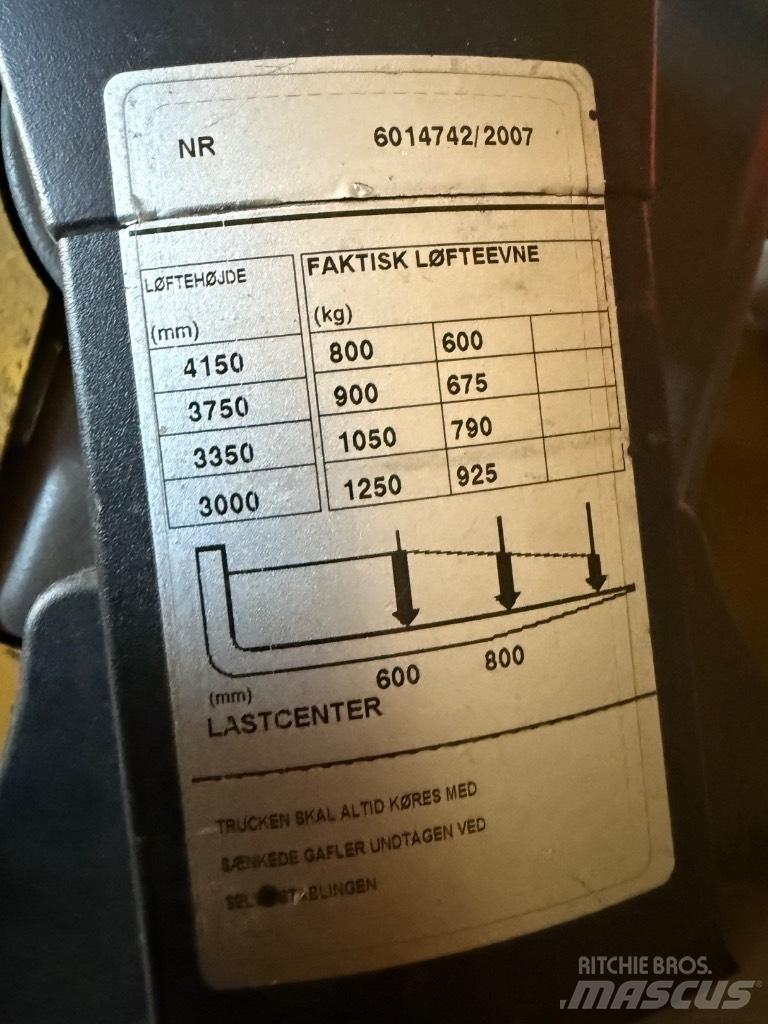 NR 6014742/2007
LØFTEHØJDE FAKTISK LØFTEEVNE
(mm) (kg)
4150 800 600
3750 900 675
3350 1050 790
3000 1250 925
600 800
(mm)
LASTCENTER
TRUCKEN SKAL ALTID KØRES MED
SÆNKEDE GAFLER UNDTAGEN VED
RITCHIE BROS.
MASCUS